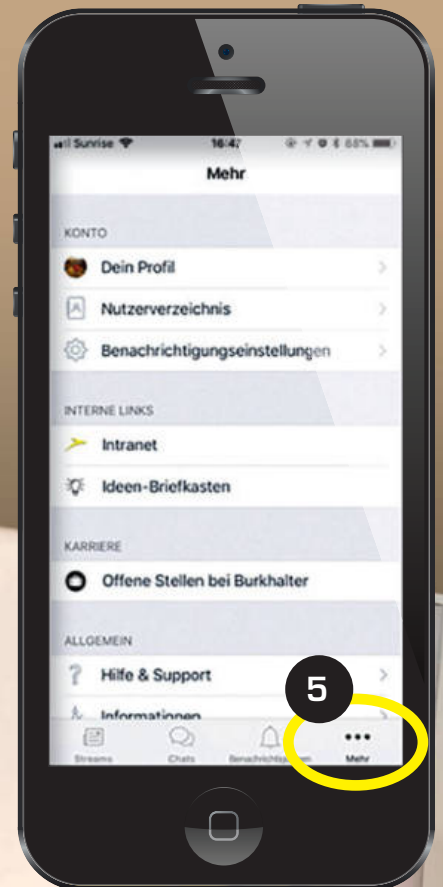 Sunrise 16:47 68%
Mehr
KONTO
Dein Profil
Nutzerverzeichnis
Benachrichtigungseinstellungen
INTERNE LINKS
Intranet
Ideen-Briefkasten
KARRIERE
Offene Stellen bei Burkhalter
ALLGEMEIN
Hilfe & Support
5
Informationen
Streams Chats Mehr